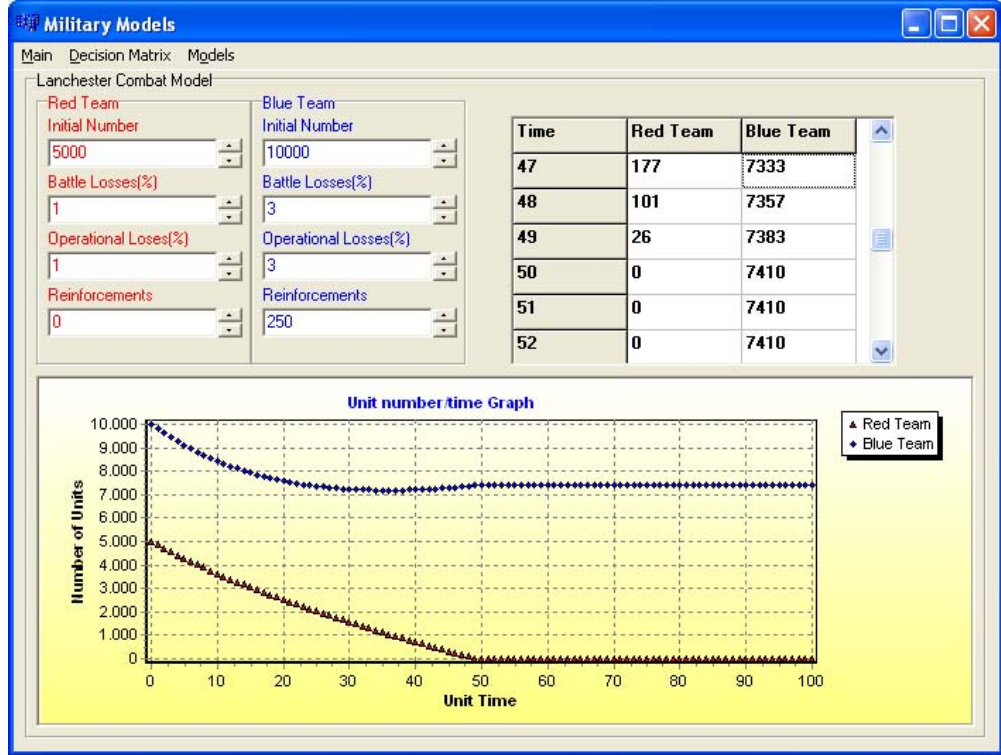 Military Models
Main Decision Matrix Models
Lanchester Combat Model
Red Team
Initial Number
5000
Battle Losses(%)
1
Operational Loses(%)
1
Reinforcements
0
Blue Team
Initial Number
10000
Battle Losses(%)
3
Operational Losses(%)
3
Reinforcements
250
Time Red Team Blue Team
47 177 7333
48 101 7357
49 26 7383
50 0 7410
51 0 7410
52 0 7410
Unit number/time Graph
Number of Units
10.000
9.000
8.000
7.000
6.000
5.000
4.000
3.000
2.000
1.000
0
0 10 20 30 40 50 60 70 80 90 100
Unit Time
Red Team
Blue Team